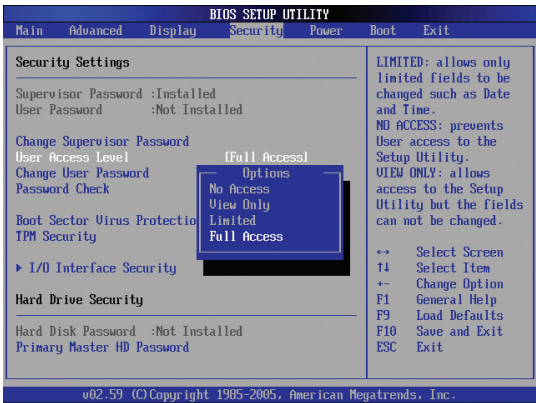 BIOS SETUP UTILITY
Main Advanced Display Security Power Boot Exit
Security Settings
Supervisor Password :Installed
User Password :Not Installed
Change Supervisor Password
User Access Level [Full Access]
Change User Password
Password Check
Boot Sector Virus Protectio
TPM Security
I/O Interface Security
Hard Drive Security
Hard Disk Password :Not Installed
Primary Master HD Password
Options
No Access
View Only
Limited
Full Access
LIMITED: allows only
limited fields to be
changed such as Date
and Time.
NO ACCESS: prevents
User access to the
Setup Utility.
VIEW ONLY: allows
access to the Setup
Utility but the fields
can not be changed.
↔ Select Screen
↑↓ Select Item
+- Change Option
F1 General Help
F9 Load Defaults
F10 Save and Exit
ESC Exit
v02.59 (C)Copyright 1985-2005, American Megatrends, Inc.